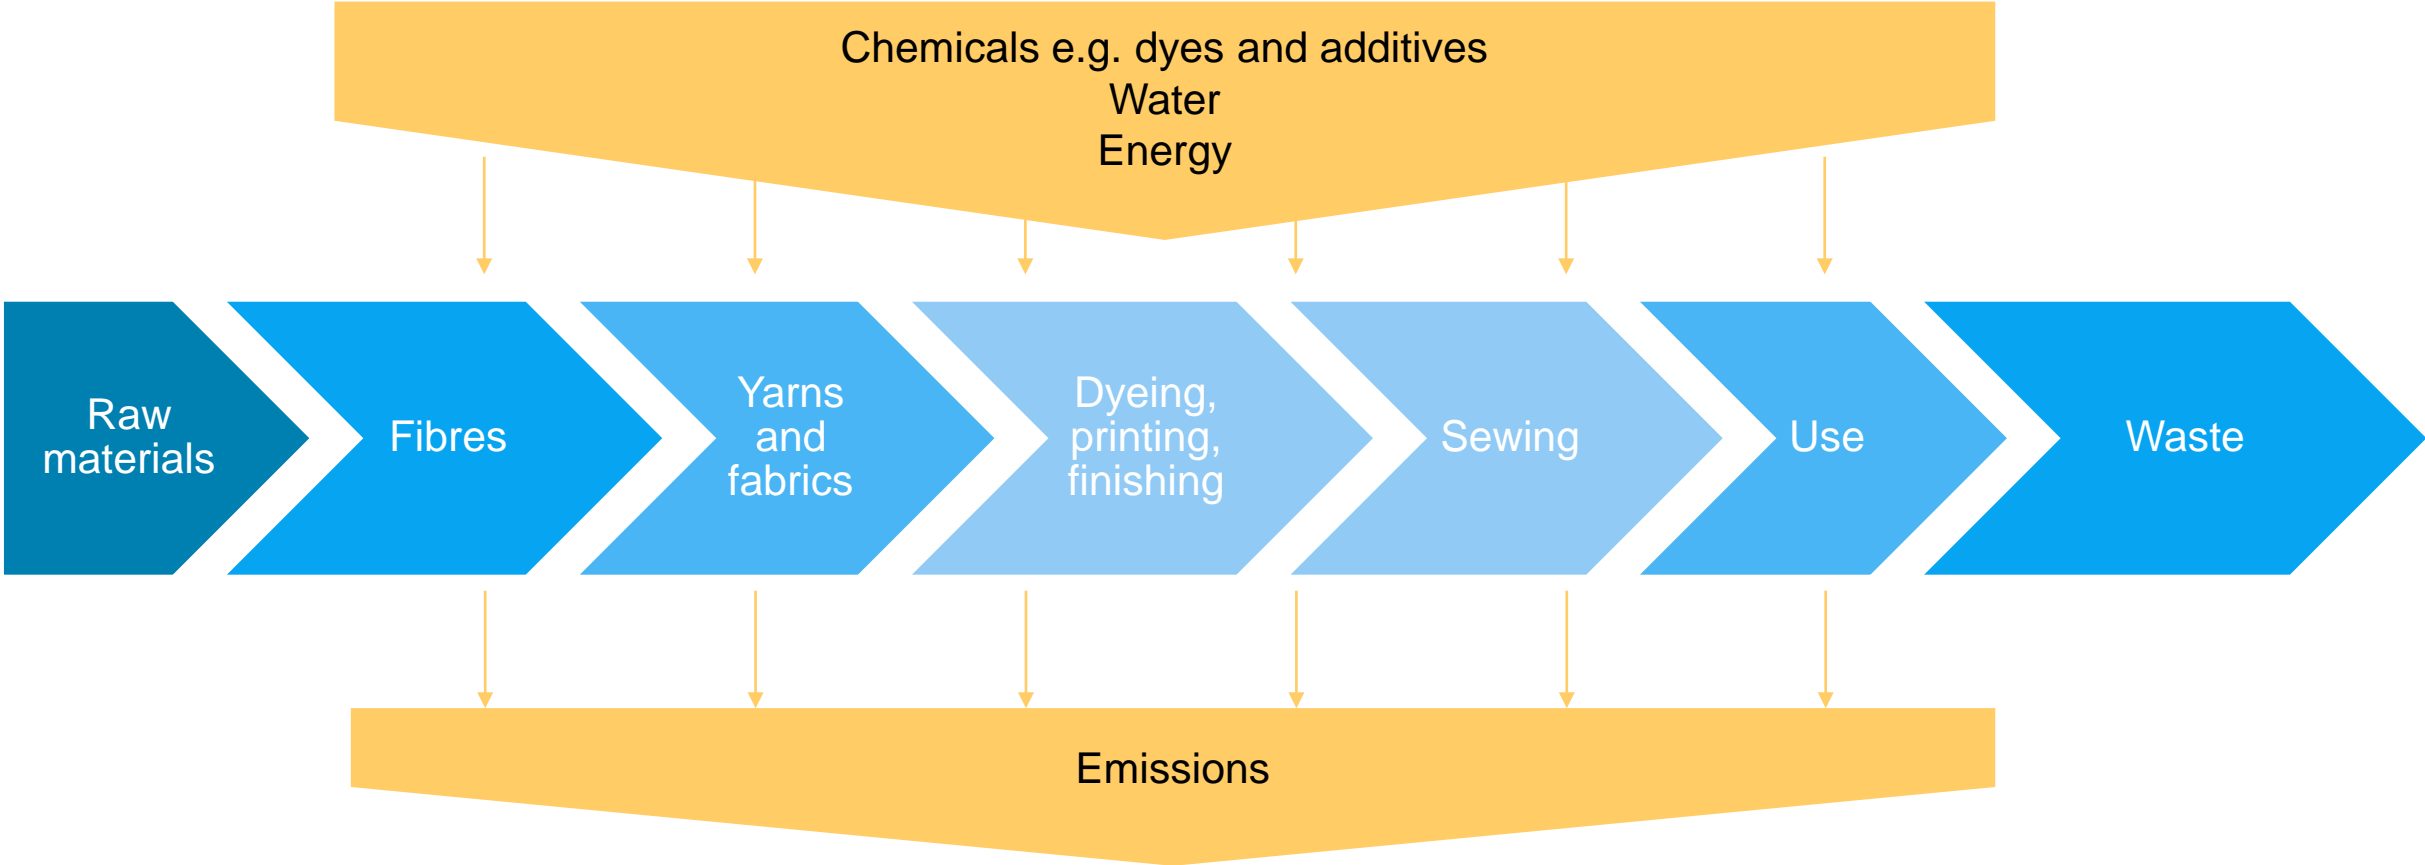 Chemicals e.g. dyes and additives
Water
Energy
Raw
materials
Fibres
Yarns
and
fabrics
Dyeing,
printing,
finishing
Sewing
Use
Waste
Emissions